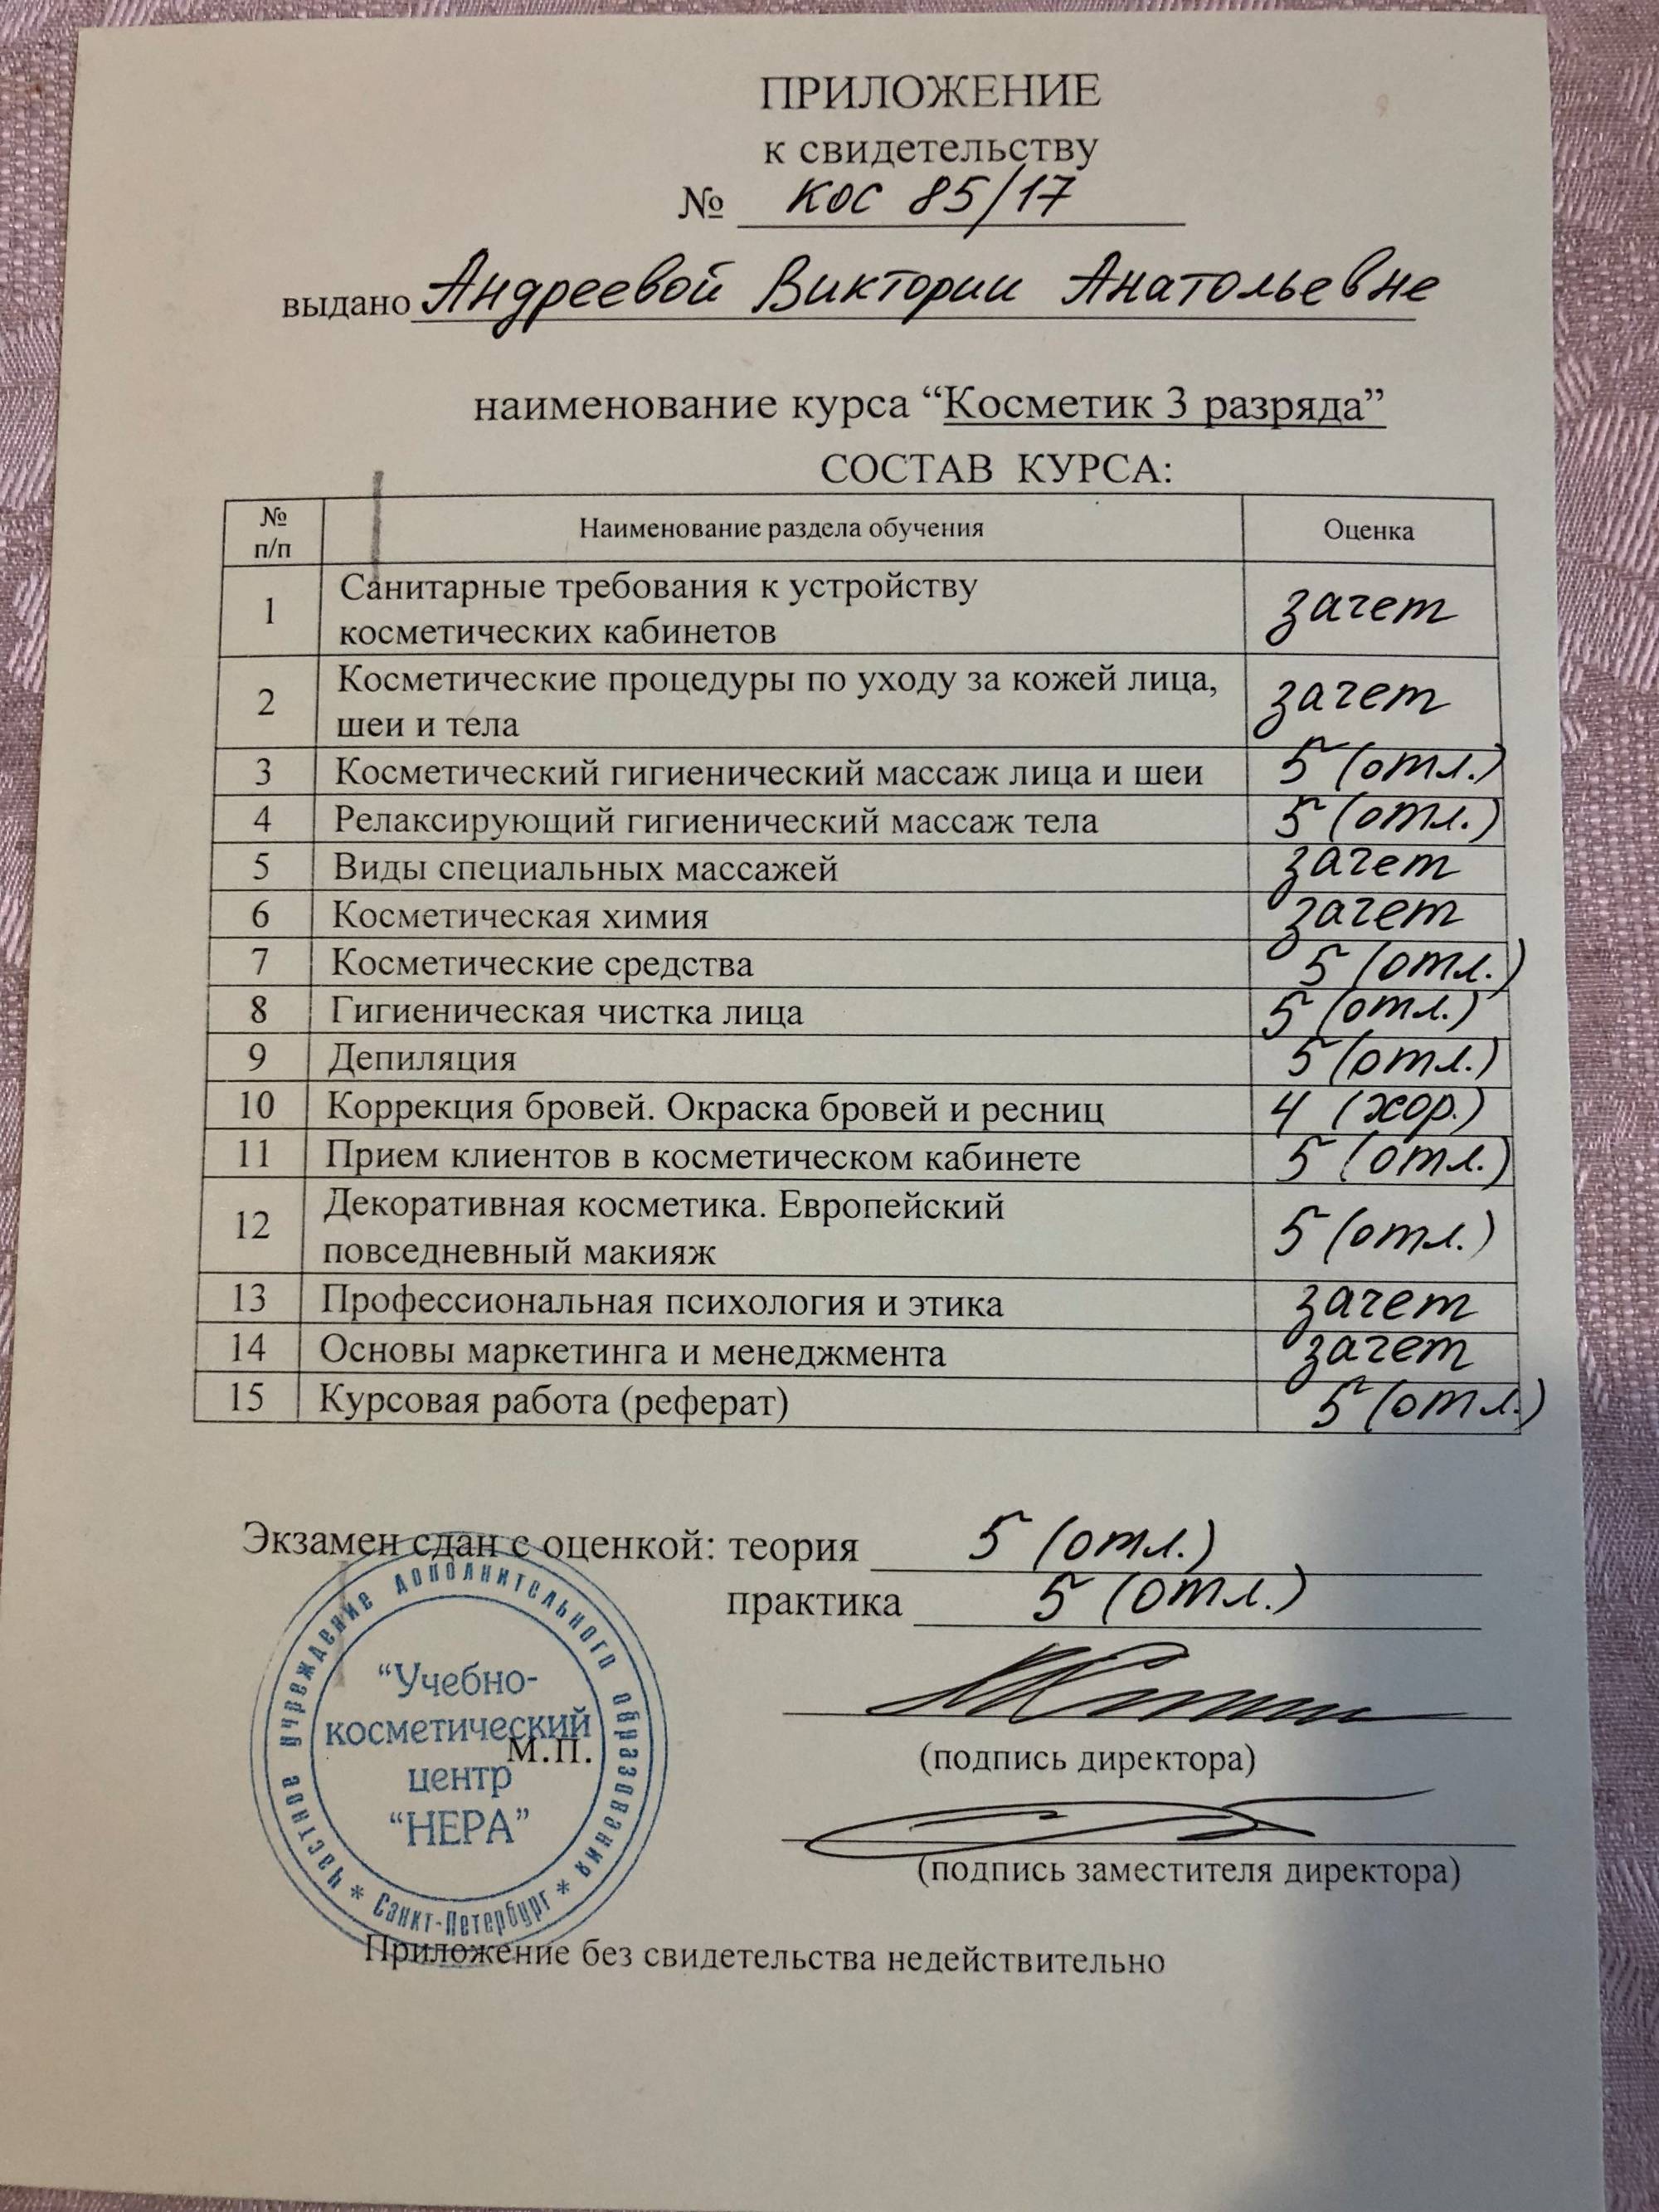 ПРИЛОЖЕНИЕ
к свидетельству
№ КОС 85/17
выдано Андреевой Виктории Анатольевне
наименование курса “Косметик 3 разряда”
СОСТАВ КУРСА:
№ п/п Наименование раздела обучения Оценка
1 Санитарные требования к устройству
косметических кабинетов зачет
2 Косметические процедуры по уходу за кожей лица,
шеи и тела зачет
3 Косметический гигиенический массаж лица и шеи 5 (отл.)
4 Релаксирующий гигиенический массаж тела 5 (отл.)
5 Виды специальных массажей зачет
6 Косметическая химия зачет
7 Косметические средства 5 (отл.)
8 Гигиеническая чистка лица 5 (отл.)
9 Депиляция 5 (отл.)
10 Коррекция бровей. Окраска бровей и ресниц 4 (хор.)
11 Прием клиентов в косметическом кабинете 5 (отл.)
12 Декоративная косметика. Европейский
повседневный макияж 5 (отл.)
13 Профессиональная психология и этика зачет
14 Основы маркетинга и менеджмента зачет
15 Курсовая работа (реферат) 5 (отл.)
Экзамен сдан с оценкой: теория 5 (отл.)
практика 5 (отл.)
(подпись директора)
(подпись заместителя директора)
Частное учреждение дополнительного образования
* Санкт-Петербург *
“Учебно-
косметический
центр
“НЕРА”
м.п.
Приложение без свидетельства недействительно